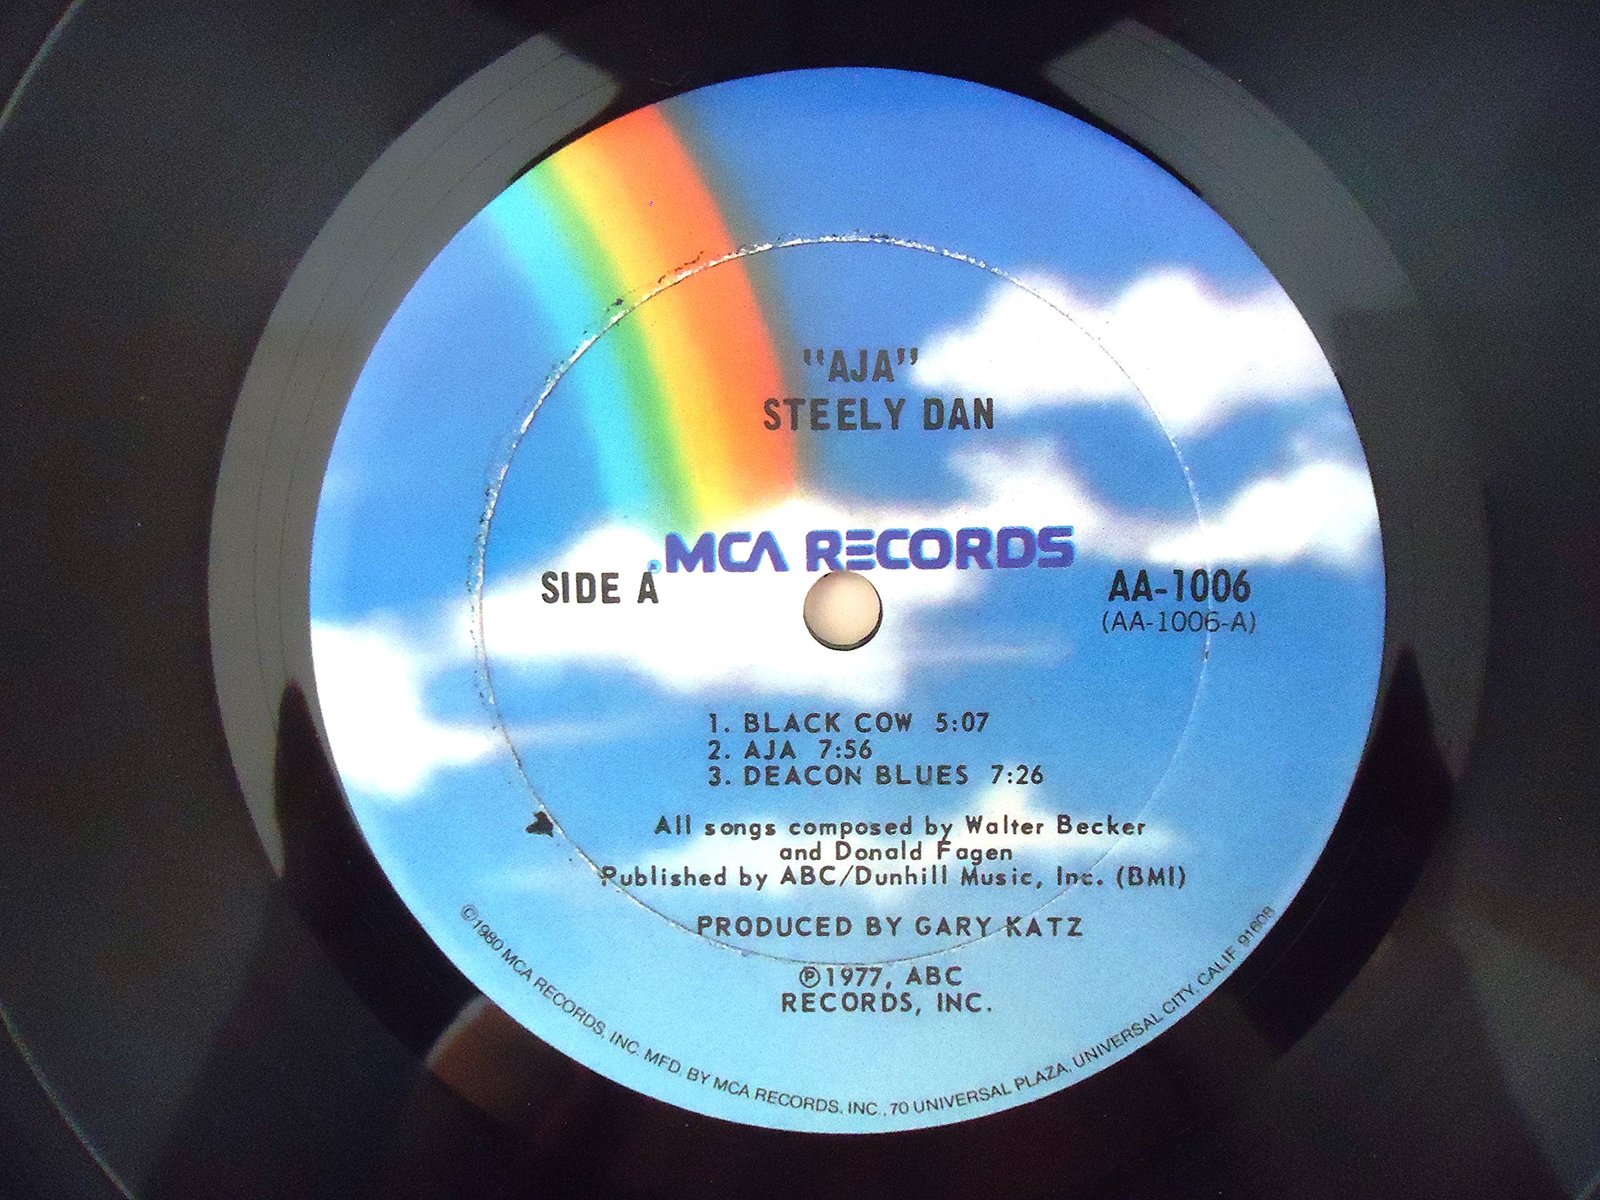 "AJA"
STEELY DAN
MCA RECORDS
SIDE A
AA-1006
(AA-1006-A)
1. BLACK COW 5:07
2. AJA 7:56
3. DEACON BLUES 7:26
All songs composed by Walter Becker
and Donald Fagen
Published by ABC/Dunhill Music, Inc. (BMI)
PRODUCED BY GARY KATZ
℗1977, ABC
RECORDS, INC.
©1980 MCA RECORDS, INC. MFD. BY MCA RECORDS, INC., 70 UNIVERSAL PLAZA, UNIVERSAL CITY, CALIF. 91608